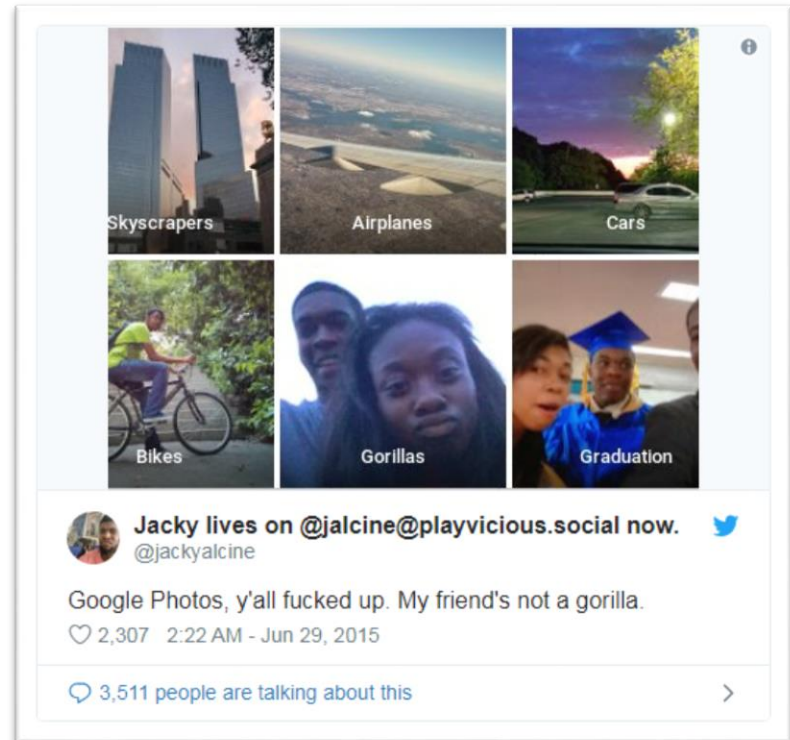 Skyscrapers
Airplanes
Cars
Bikes
Gorillas
Graduation
Jacky lives on @jalcine@playvicious.social now.
@jackyalcine
Google Photos, y'all fucked up. My friend's not a gorilla.
2,307 2:22 AM - Jun 29, 2015
3,511 people are talking about this